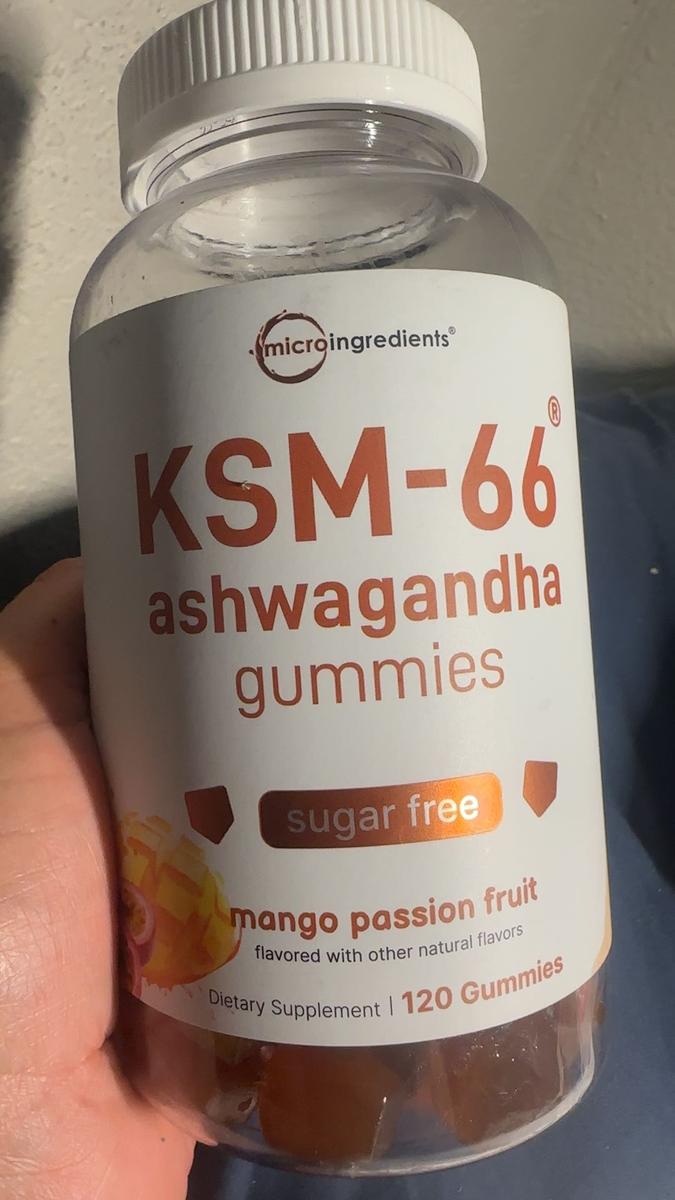 microingredients®
KSM-66®
ashwagandha
gummies
sugar free
mango passion fruit
flavored with other natural flavors
Dietary Supplement | 120 Gummies